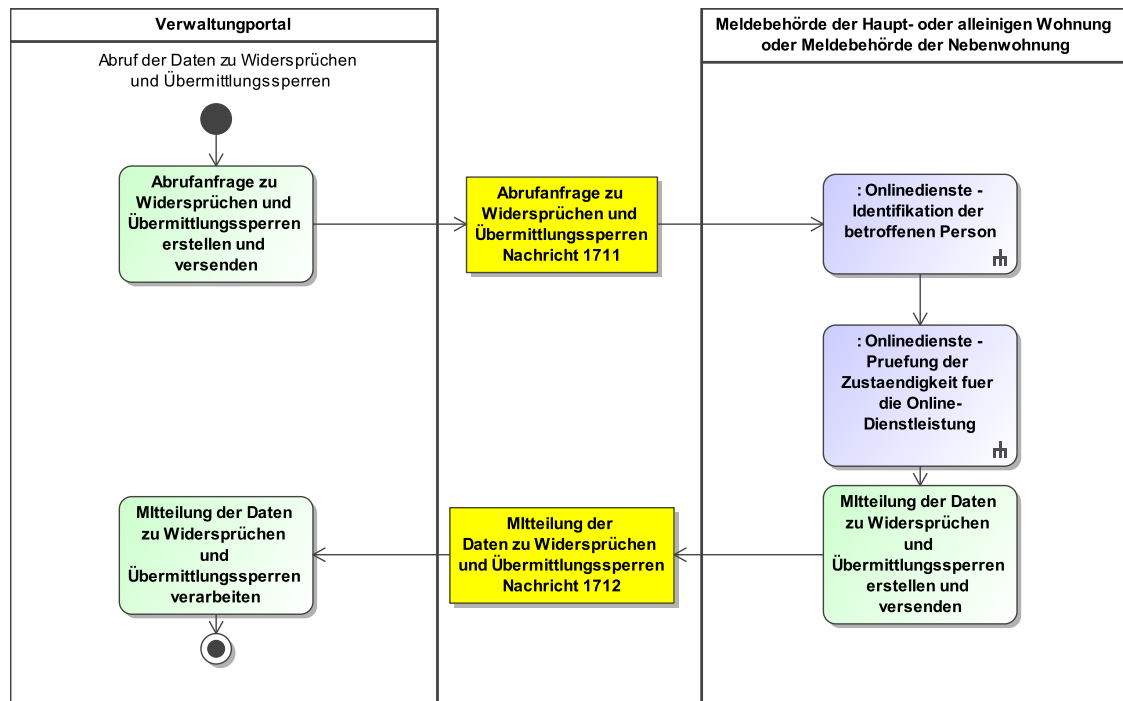 Verwaltungportal
Meldebehörde der Haupt- oder alleinigen Wohnung
oder Meldebehörde der Nebenwohnung
Abruf der Daten zu Widersprüchen
und Übermittlungssperren
Abrufanfrage zu
Widersprüchen und
Übermittlungssperren
erstellen und
versenden
Abrufanfrage zu
Widersprüchen und
Übermittlungssperren
Nachricht 1711
: Onlinedienste -
Identifikation der
betroffenen Person
: Onlinedienste -
Pruefung der
Zustaendigkeit fuer
die Online-
Dienstleistung
MItteilung der Daten
zu Widersprüchen
und
Übermittlungssperren
erstellen und
versenden
MItteilung der
Daten zu Widersprüchen
und Übermittlungssperren
Nachricht 1712
MItteilung der Daten
zu Widersprüchen
und
Übermittlungssperren
verarbeiten